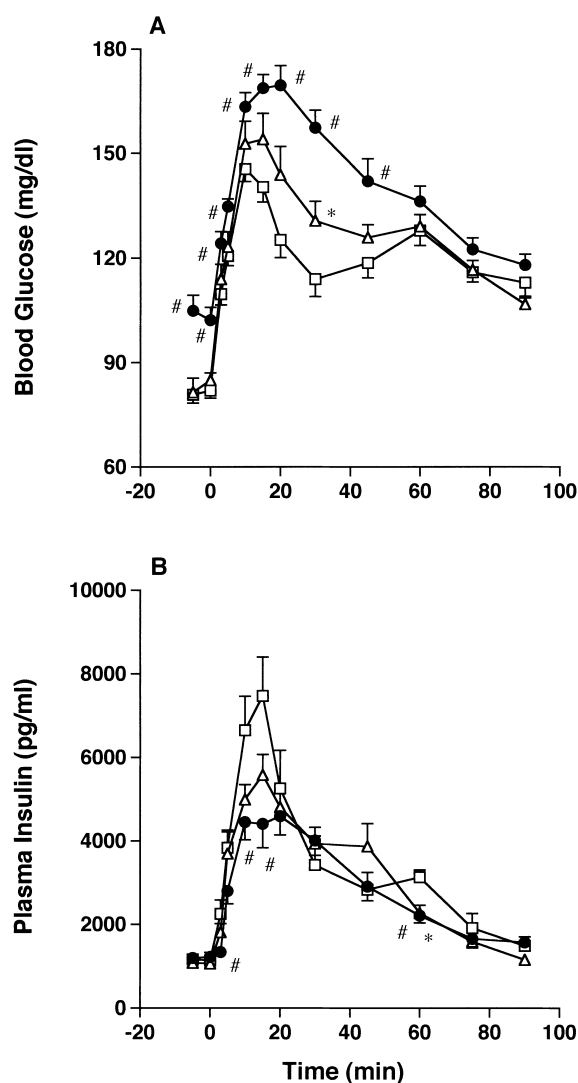 A
180
150
120
90
60
Blood Glucose (mg/dl)
# # # # # # # # # *
-20 0 20 40 60 80 100
B
10000
8000
6000
4000
2000
0
Plasma Insulin (pg/ml)
# # # # *
-20 0 20 40 60 80 100
Time (min)